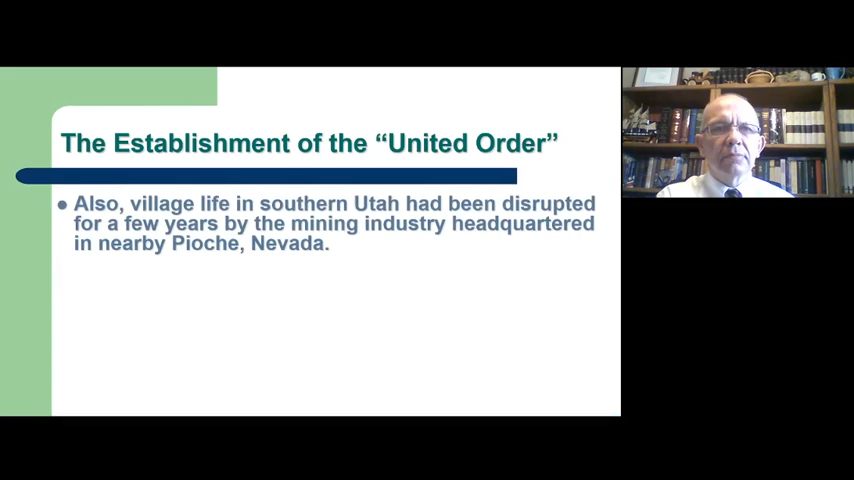 The Establishment of the “United Order”
● Also, village life in southern Utah had been disrupted
for a few years by the mining industry headquartered
in nearby Pioche, Nevada.